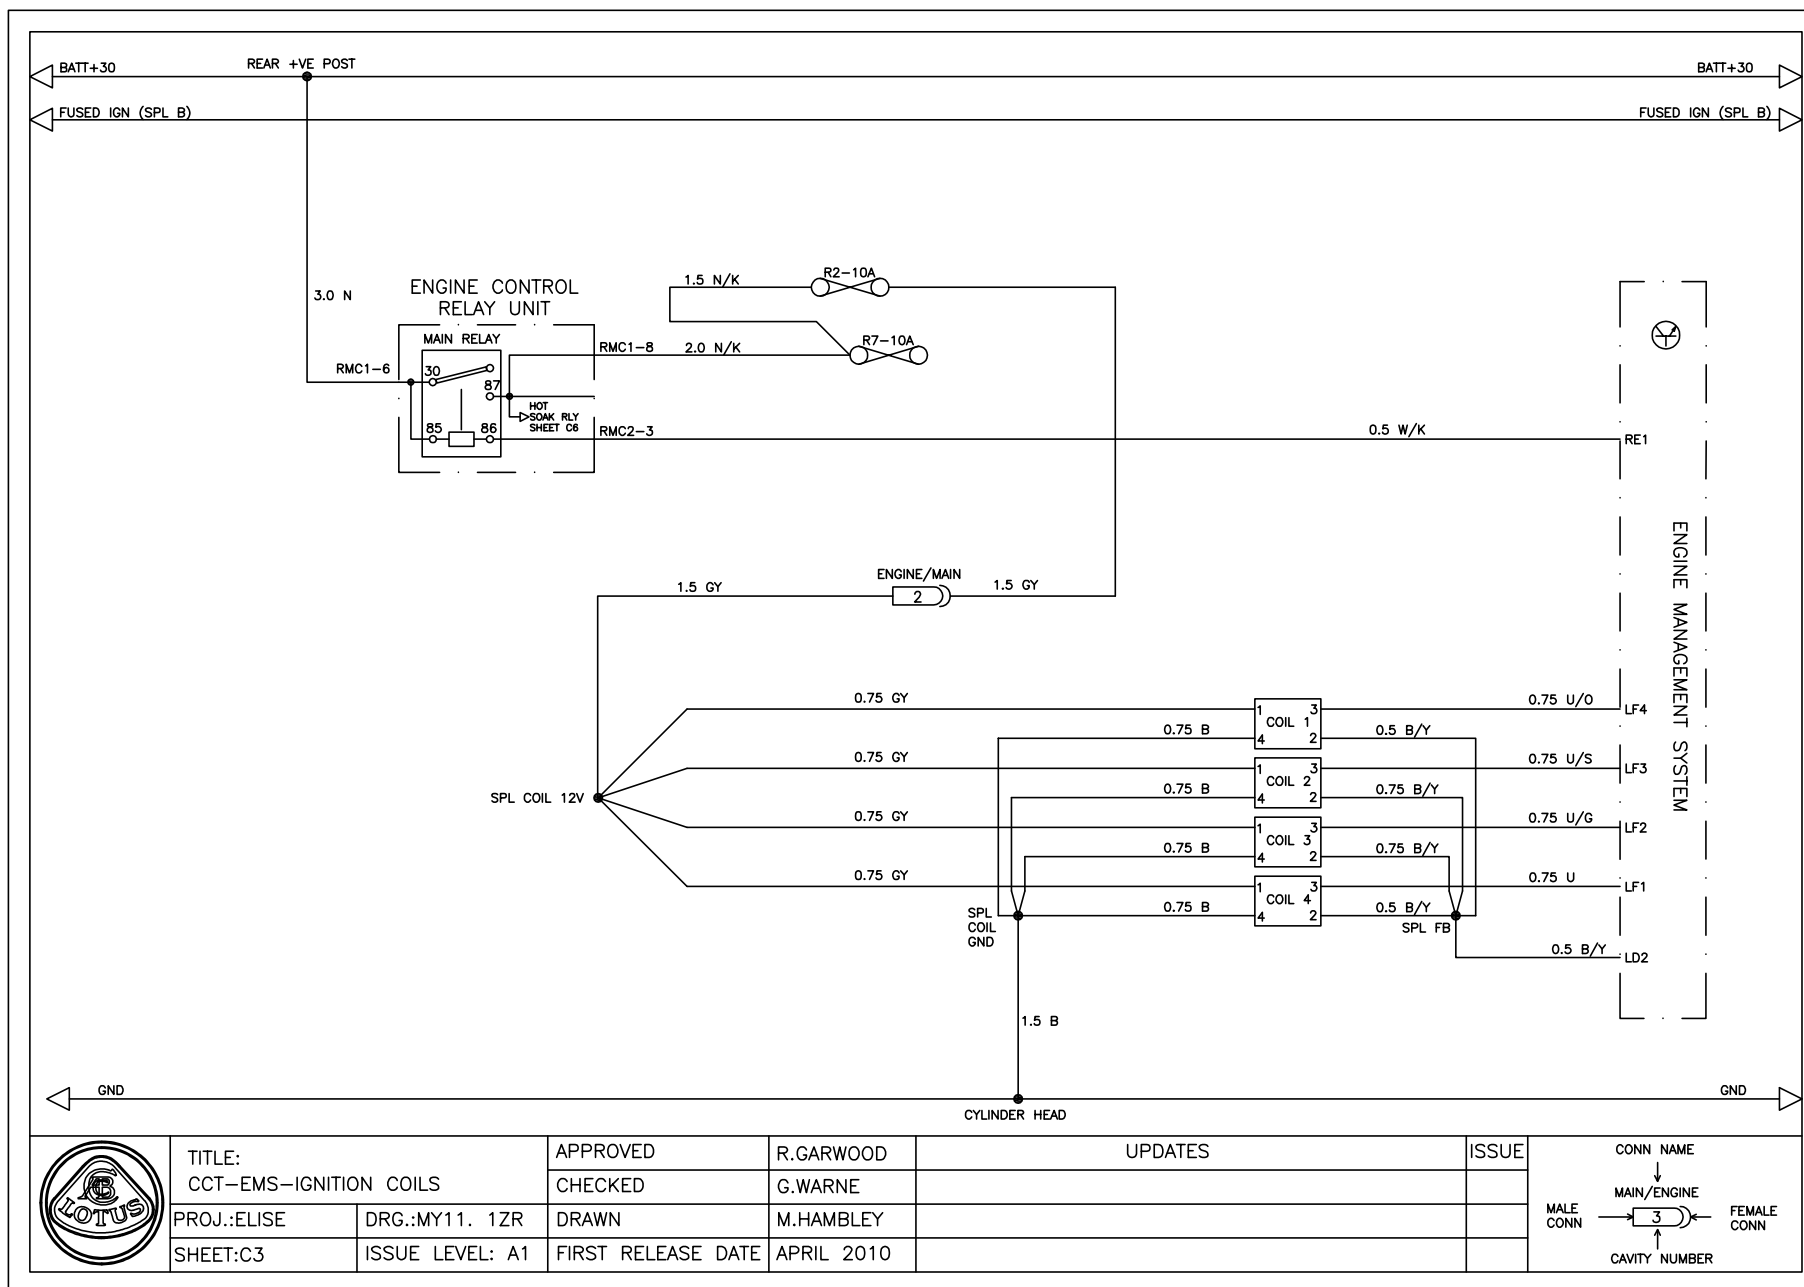 BATT+30
REAR +VE POST
BATT+30
FUSED IGN (SPL B)
FUSED IGN (SPL B)
3.0 N
ENGINE CONTROL
RELAY UNIT
MAIN RELAY
RMC1-6
30
87
HOT
SOAK RLY
SHEET C6
85
86
RMC1-8
2.0 N/K
1.5 N/K
R2-10A
R7-10A
RMC2-3
0.5 W/K
RE1
ENGINE MANAGEMENT SYSTEM
ENGINE/MAIN
1.5 GY
2
1.5 GY
SPL COIL 12V
0.75 GY
1
3
COIL 1
4
2
0.75 B
0.5 B/Y
0.75 U/O
LF4
0.75 GY
1
3
COIL 2
4
2
0.75 B
0.75 B/Y
0.75 U/S
LF3
0.75 GY
1
3
COIL 3
4
2
0.75 B
0.75 B/Y
0.75 U/G
LF2
0.75 GY
1
3
COIL 4
4
2
0.75 B
0.5 B/Y
0.75 U
LF1
SPL
COIL
GND
SPL FB
0.5 B/Y
LD2
1.5 B
GND
GND
CYLINDER HEAD
LOTUS
TITLE:
CCT-EMS-IGNITION COILS
PROJ.:ELISE
DRG.:MY11. 1ZR
SHEET:C3
ISSUE LEVEL: A1
APPROVED
R.GARWOOD
CHECKED
G.WARNE
DRAWN
M.HAMBLEY
FIRST RELEASE DATE
APRIL 2010
UPDATES
ISSUE
CONN NAME
MAIN/ENGINE
MALE
CONN
3
FEMALE
CONN
CAVITY NUMBER